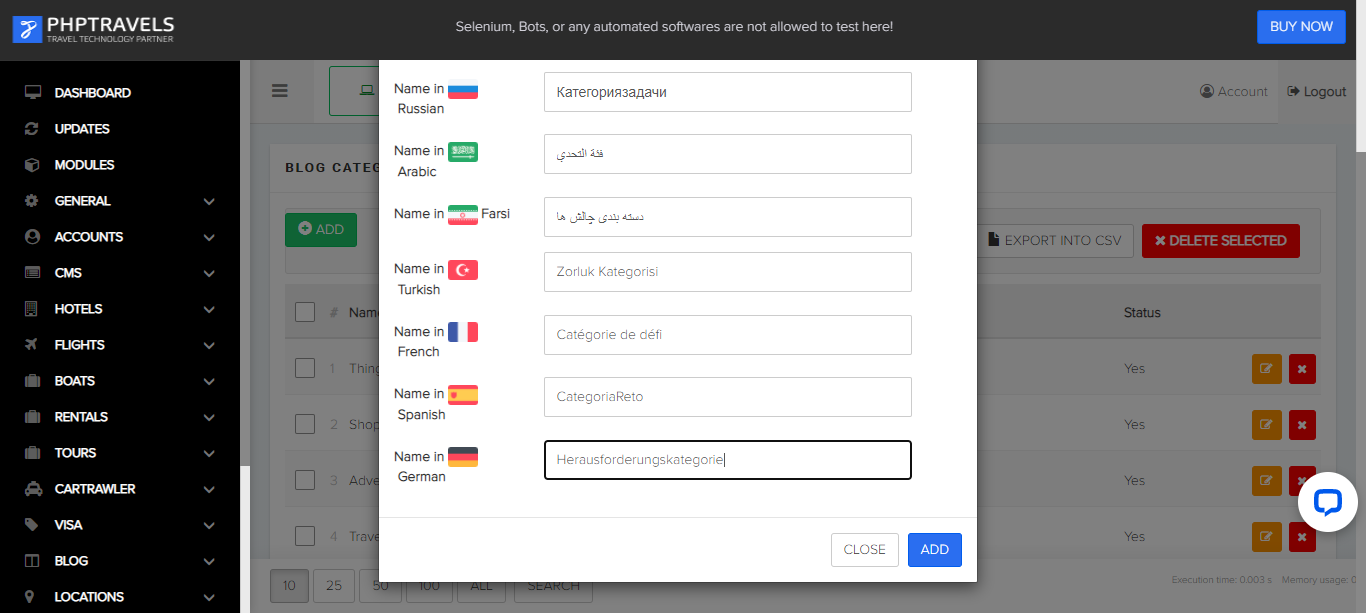 PHPTRAVELS
TRAVEL TECHNOLOGY PARTNER
Selenium, Bots, or any automated softwares are not allowed to test here!
BUY NOW
DASHBOARD
UPDATES
MODULES
GENERAL
ACCOUNTS
CMS
HOTELS
FLIGHTS
BOATS
RENTALS
TOURS
CARTRAWLER
VISA
BLOG
LOCATIONS
Account
Logout
BLOG CATEG
ADD
EXPORT INTO CSV
DELETE SELECTED
# Name
Status
1 Thing
Yes
2 Shop
Yes
3 Adve
Yes
4 Trave
Yes
Name in
Russian
Категориязадачи
Name in
Arabic
فئة التحدي
Name in Farsi
دسته بندی چالش ها
Name in
Turkish
Zorluk Kategorisi
Name in
French
Catégorie de défi
Name in
Spanish
CategoriaReto
Name in
German
Herausforderungskategorie
CLOSE
ADD
10
25
50
100
ALL
SEARCH
Execution time: 0.003 s Memory usage: 0